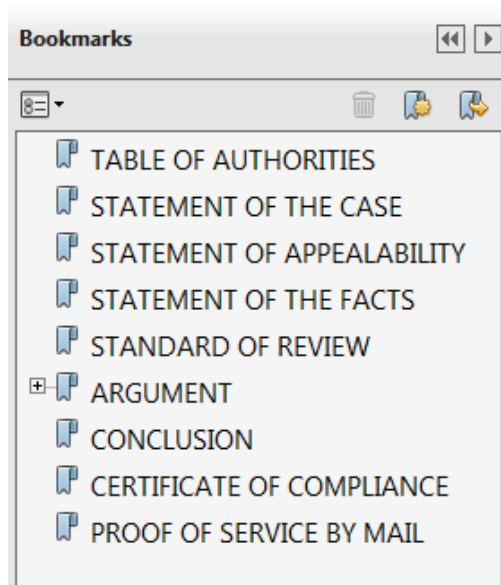 Bookmarks
TABLE OF AUTHORITIES
STATEMENT OF THE CASE
STATEMENT OF APPEALABILITY
STATEMENT OF THE FACTS
STANDARD OF REVIEW
ARGUMENT
CONCLUSION
CERTIFICATE OF COMPLIANCE
PROOF OF SERVICE BY MAIL